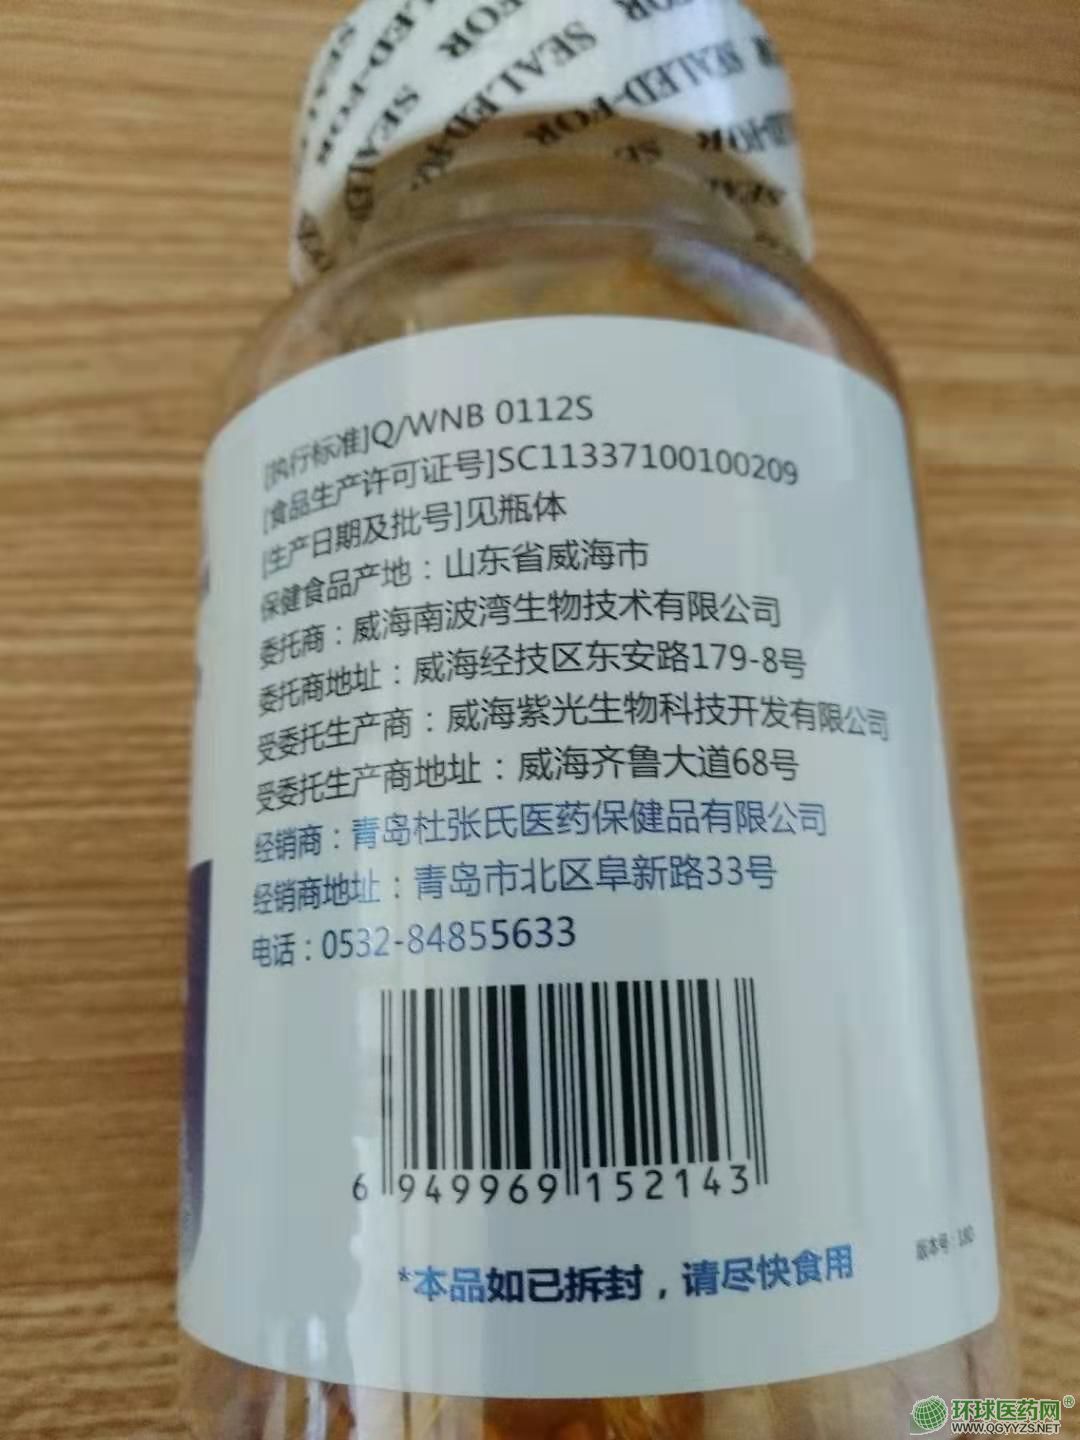 SEALED-FOR
[执行标准]Q/WNB 0112S
[食品生产许可证号]SC11337100100209
[生产日期及批号]见瓶体
保健食品产地：山东省威海市
委托商：威海南波湾生物技术有限公司
委托商地址：威海经技区东安路179-8号
受委托生产商：威海紫光生物科技开发有限公司
受委托生产商地址：威海齐鲁大道68号
经销商：青岛杜张氏医药保健品有限公司
经销商地址：青岛市北区阜新路33号
电话：0532-84855633
6 949969 152143
*本品如已拆封，请尽快食用
版本号：180
环球医药网®
WWW.QGYYZS.NET